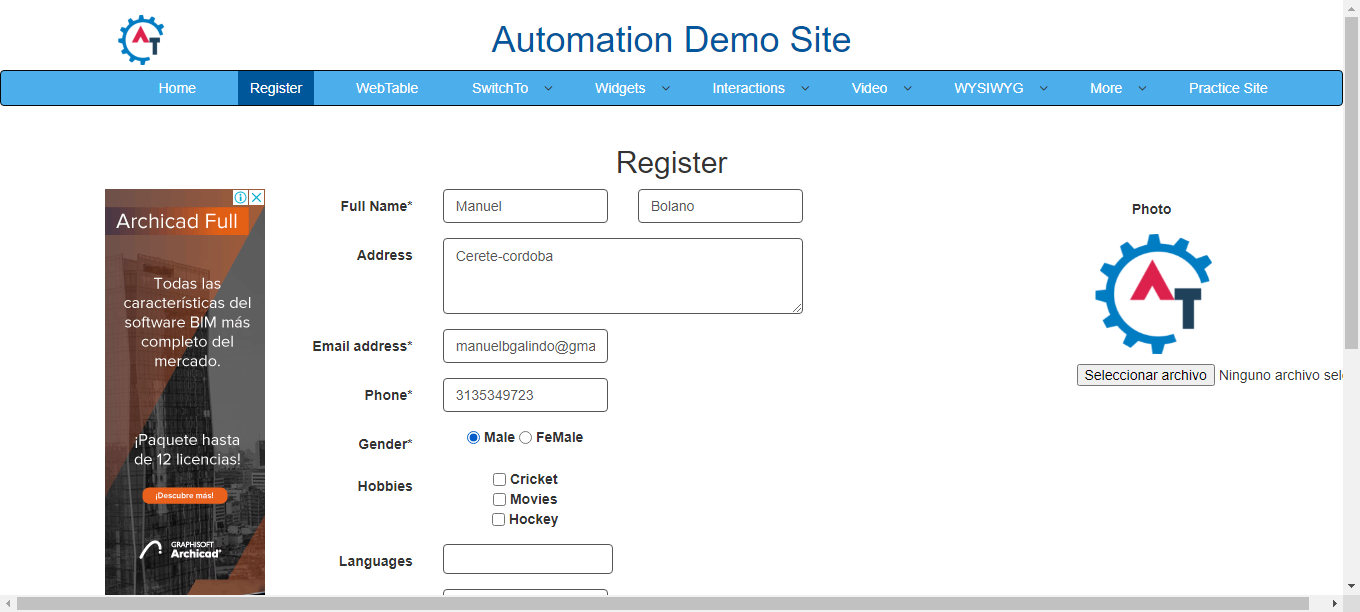 Automation Demo Site
Home Register WebTable SwitchTo Widgets Interactions Video WYSIWYG More Practice Site
Register
Archicad Full
Todas las
características del
software BIM más
completo del
mercado.
¡Paquete hasta
de 12 licencias!
¡Descubre más!
GRAPHISOFT
Archicad
Full Name* Manuel Bolano
Address Cerete-cordoba
Email address* manuelbgalindo@gma
Phone* 3135349723
Gender* Male FeMale
Hobbies Cricket
Movies
Hockey
Languages
Photo
AT
Seleccionar archivo Ninguno archivo sel